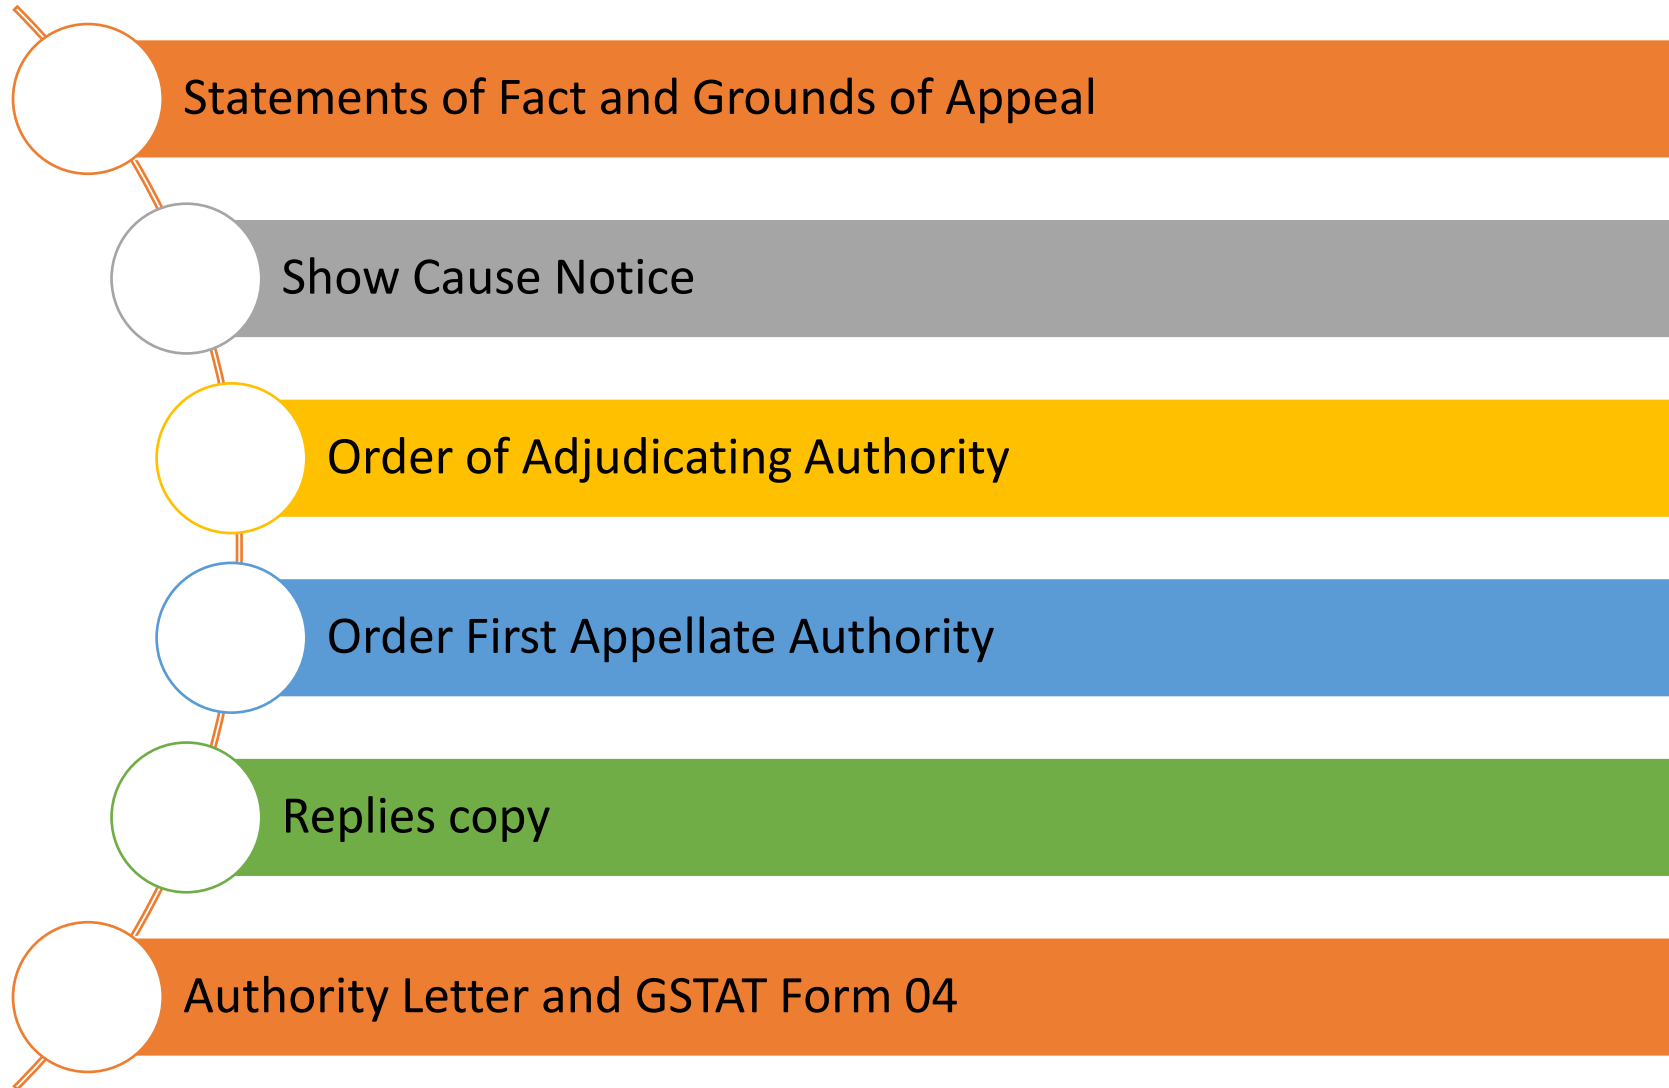 Statements of Fact and Grounds of Appeal
Show Cause Notice
Order of Adjudicating Authority
Order First Appellate Authority
Replies copy
Authority Letter and GSTAT Form 04